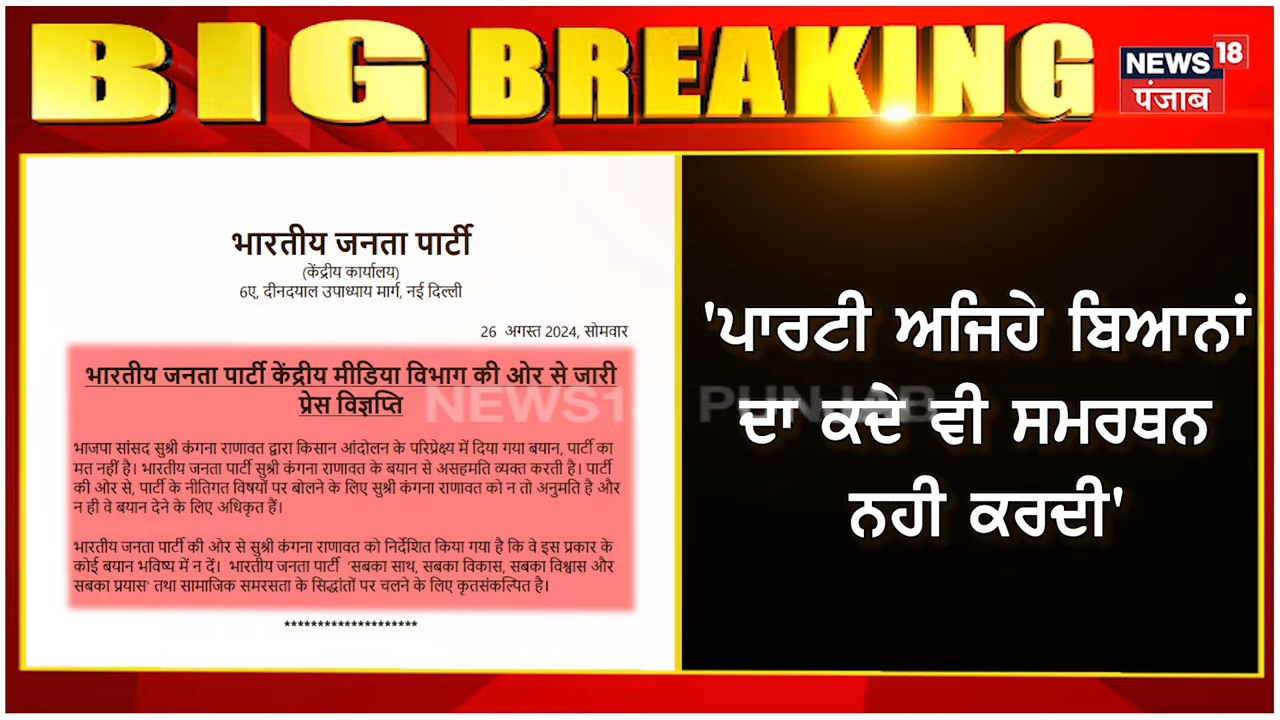 BIG BREAKING
NEWS 18
पंजाब
भारतीय जनता पार्टी
(केंद्रीय कार्यालय)
6ए, दीनदयाल उपाध्याय मार्ग, नई दिल्ली
26 अगस्त 2024, सोमवार
भारतीय जनता पार्टी केंद्रीय मीडिया विभाग की ओर से जारी
प्रेस विज्ञप्ति
भाजपा सांसद सुश्री कंगना राणावत द्वारा किसान आंदोलन के परिप्रेक्ष्य में दिया गया बयान, पार्टी का
मत नहीं है। भारतीय जनता पार्टी सुश्री कंगना राणावत के बयान से असहमति व्यक्त करती है। पार्टी
की ओर से, पार्टी के नीतिगत विषयों पर बोलने के लिए सुश्री कंगना राणावत को न तो अनुमति है और
न ही वे बयान देने के लिए अधिकृत हैं।
भारतीय जनता पार्टी की ओर से सुश्री कंगना राणावत को निर्देशित किया गया है कि वे इस प्रकार के
कोई बयान भविष्य में न दें। भारतीय जनता पार्टी ‘सबका साथ, सबका विकास, सबका विश्वास और
सबका प्रयास' तथा सामाजिक समरसता के सिद्धांतों पर चलने के लिए कृतसंकल्पित है।
********************
'ਪਾਰਟੀ ਅਜਿਹੇ ਬਿਆਨਾਂ
ਦਾ ਕਦੇ ਵੀ ਸਮਰਥਨ
ਨਹੀ ਕਰਦੀ'
NEWS18 PUNJAB